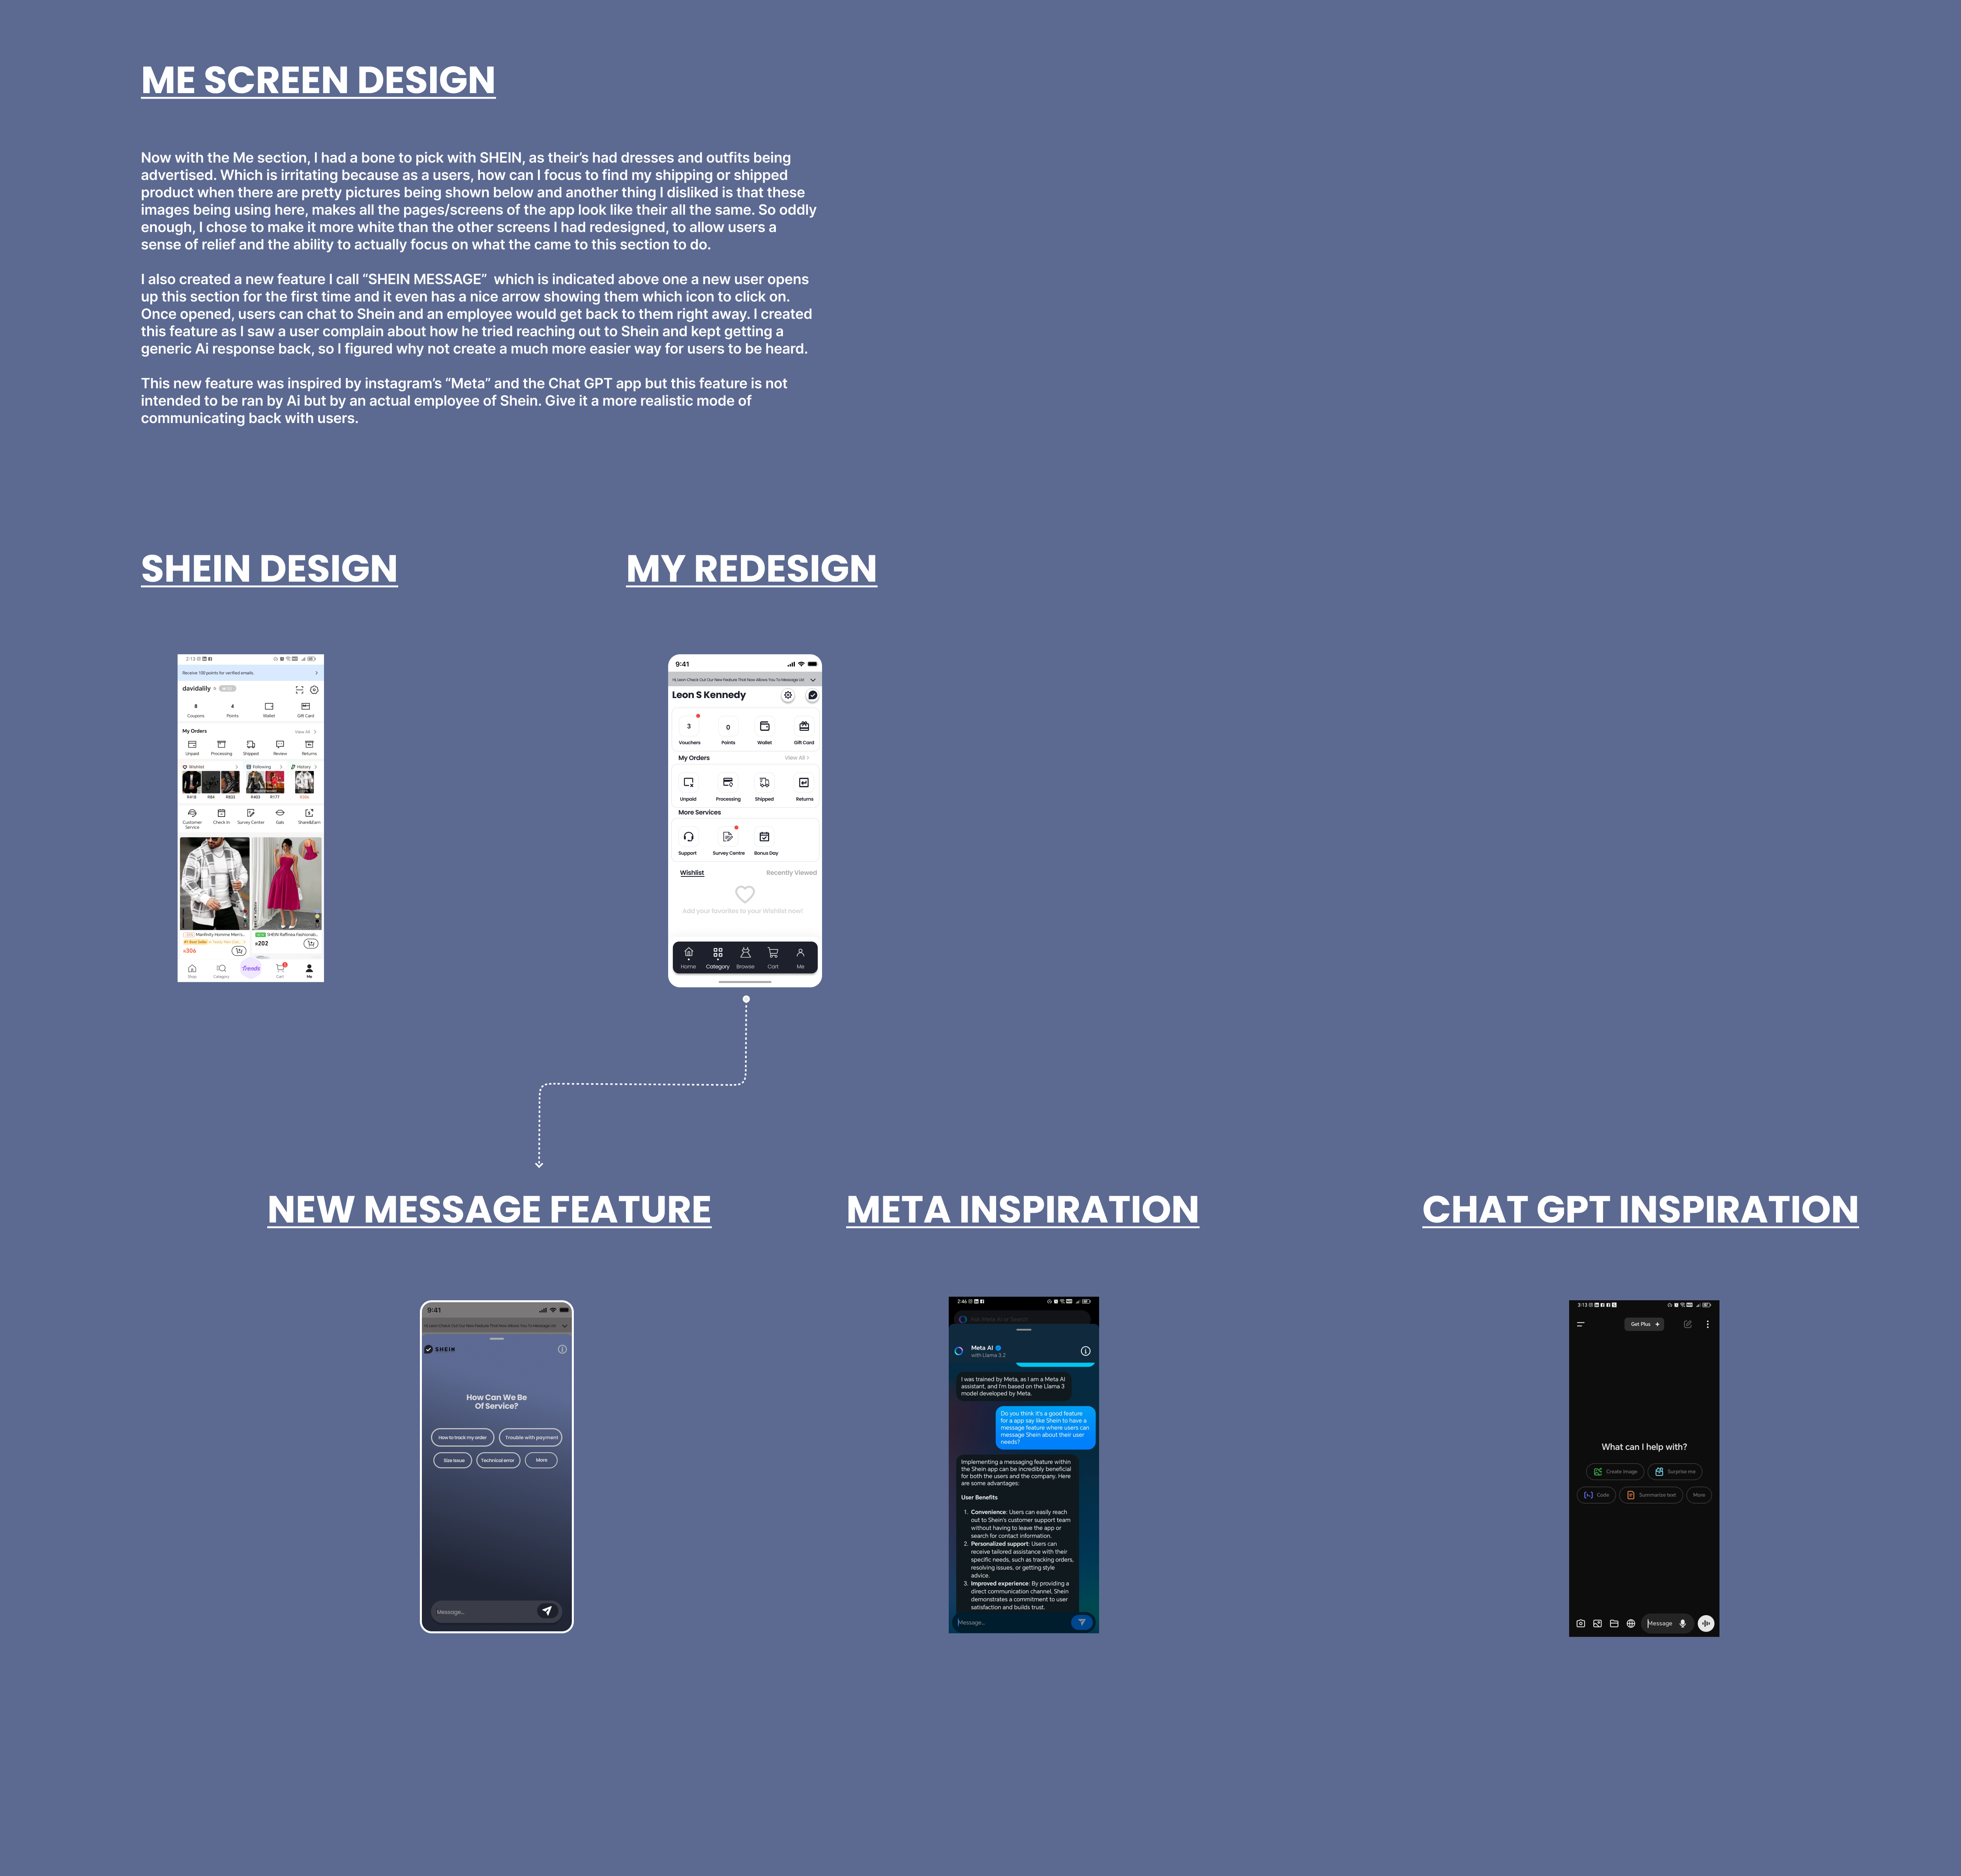 ME SCREEN DESIGN
Now with the Me section, I had a bone to pick with SHEIN, as their's had dresses and outfits being
advertised. Which is irritating because as a users, how can I focus to find my shipping or shipped
product when there are pretty pictures being shown below and another thing I disliked is that these
images being using here, makes all the pages/screens of the app look like their all the same. So oddly
enough, I chose to make it more white than the other screens I had redesigned, to allow users a
sense of relief and the ability to actually focus on what the came to this section to do.
I also created a new feature I call "SHEIN MESSAGE" which is indicated above one a new user opens
up this section for the first time and it even has a nice arrow showing them which icon to click on.
Once opened, users can chat to Shein and an employee would get back to them right away. I created
this feature as I saw a user complain about how he tried reaching out to Shein and kept getting a
generic Ai response back, so I figured why not create a much more easier way for users to be heard.
This new feature was inspired by instagram's "Meta" and the Chat GPT app but this feature is not
intended to be ran by Ai but by an actual employee of Shein. Give it a more realistic mode of
communicating back with users.
SHEIN DESIGN
MY REDESIGN
2:13
Receive 100 points for verified emails.
davidalily
8 4
Coupons Points Wallet Gift Card
My Orders View All >
Unpaid Processing Shipped Review Returns
Wishlist > Following > History >
R418 R84 R603 R403 R177
Customer Service Check In Survey Center Gals Share&Earn
Manfinity Homme Men's...
SHEIN Raffinéa Fashionab...
#1 Best Seller
R306
R202
Shop Category Trends Cart Me
9:41
Hi Leon Check Out Our New Feature That Now Allows You To Message Us!
Leon S Kennedy
3 0
Vouchers Points Wallet Gift Card
My Orders View All >
Unpaid Processing Shipped Returns
More Services
Support Survey Centre Bonus Day
Wishlist Recently Viewed
Add your favorites to your Wishlist now!
Home Category Browse Cart Me
NEW MESSAGE FEATURE
META INSPIRATION
CHAT GPT INSPIRATION
9:41
Hi Leon Check Out Our New Feature That Now Allows You To Message Us!
SHEIN
How Can We Be
Of Service?
How to track my order Trouble with payment
Size issue Technical error More
Message...
2:46
Ask Meta AI or Search
Meta AI
with Llama 3.2
I was trained by Meta, as I am a Meta AI
assistant, and I'm based on the Llama 3
model developed by Meta.
Do you think it's a good feature
for a app say like Shein to have a
message feature where users can
message Shein about their user
needs?
Implementing a messaging feature within
the Shein app can be incredibly beneficial
for both the users and the company. Here
are some advantages:
User Benefits
1. Convenience: Users can easily reach
out to Shein's customer support team
without having to leave the app or
search for contact information.
2. Personalized support: Users can
receive tailored assistance with their
specific needs, such as tracking orders,
resolving issues, or getting style
advice.
3. Improved experience: By providing a
direct communication channel, Shein
demonstrates a commitment to user
satisfaction and builds trust.
Message...
3:13
Get Plus +
What can I help with?
Create image Surprise me
Code Summarize text More
Message